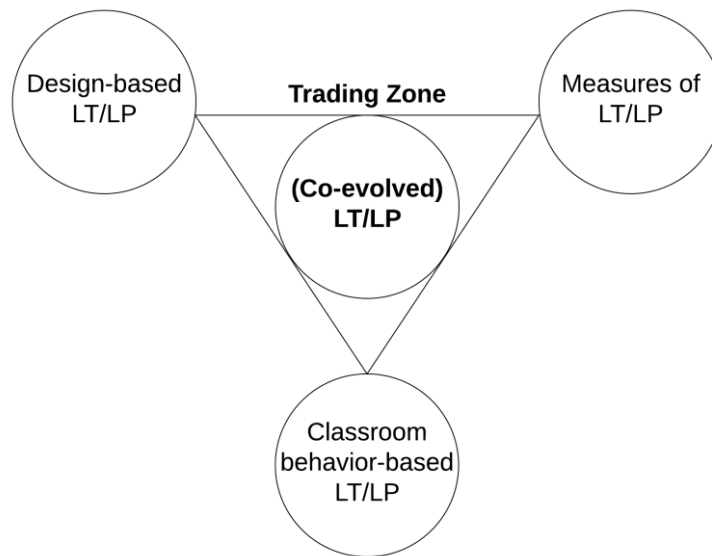 Design-based
LT/LP
Trading Zone
Measures of
LT/LP
(Co-evolved)
LT/LP
Classroom
behavior-based
LT/LP